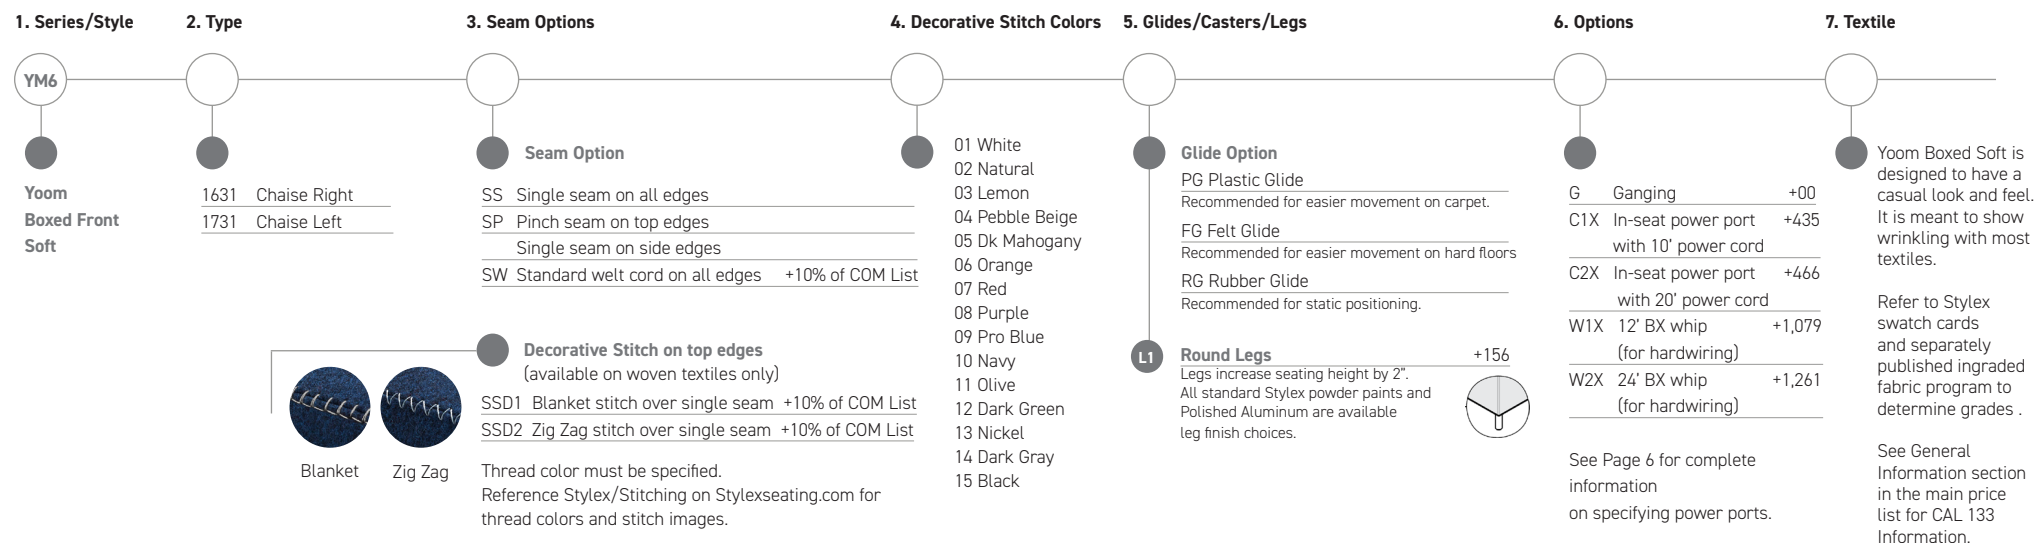 1. Series/Style
2. Type
3. Seam Options
4. Decorative Stitch Colors
5. Glides/Casters/Legs
6. Options
7. Textile
YM6
Yoom
Boxed Front
Soft
1631 Chaise Right
1731 Chaise Left
Seam Option
SS Single seam on all edges
SP Pinch seam on top edges
Single seam on side edges
SW Standard welt cord on all edges +10% of COM List
Decorative Stitch on top edges
(available on woven textiles only)
SSD1 Blanket stitch over single seam +10% of COM List
SSD2 Zig Zag stitch over single seam +10% of COM List
Blanket
Zig Zag
Thread color must be specified.
Reference Stylex/Stitching on Stylexseating.com for
thread colors and stitch images.
01 White
02 Natural
03 Lemon
04 Pebble Beige
05 Dk Mahogany
06 Orange
07 Red
08 Purple
09 Pro Blue
10 Navy
11 Olive
12 Dark Green
13 Nickel
14 Dark Gray
15 Black
Glide Option
PG Plastic Glide
Recommended for easier movement on carpet.
FG Felt Glide
Recommended for easier movement on hard floors
RG Rubber Glide
Recommended for static positioning.
L1
Round Legs +156
Legs increase seating height by 2".
All standard Stylex powder paints and
Polished Aluminum are available
leg finish choices.
G Ganging +00
C1X In-seat power port +435
with 10' power cord
C2X In-seat power port +466
with 20' power cord
W1X 12' BX whip +1,079
(for hardwiring)
W2X 24' BX whip +1,261
(for hardwiring)
See Page 6 for complete
information
on specifying power ports.
Yoom Boxed Soft is
designed to have a
casual look and feel.
It is meant to show
wrinkling with most
textiles.
Refer to Stylex
swatch cards
and separately
published ingraded
fabric program to
determine grades .
See General
Information section
in the main price
list for CAL 133
Information.